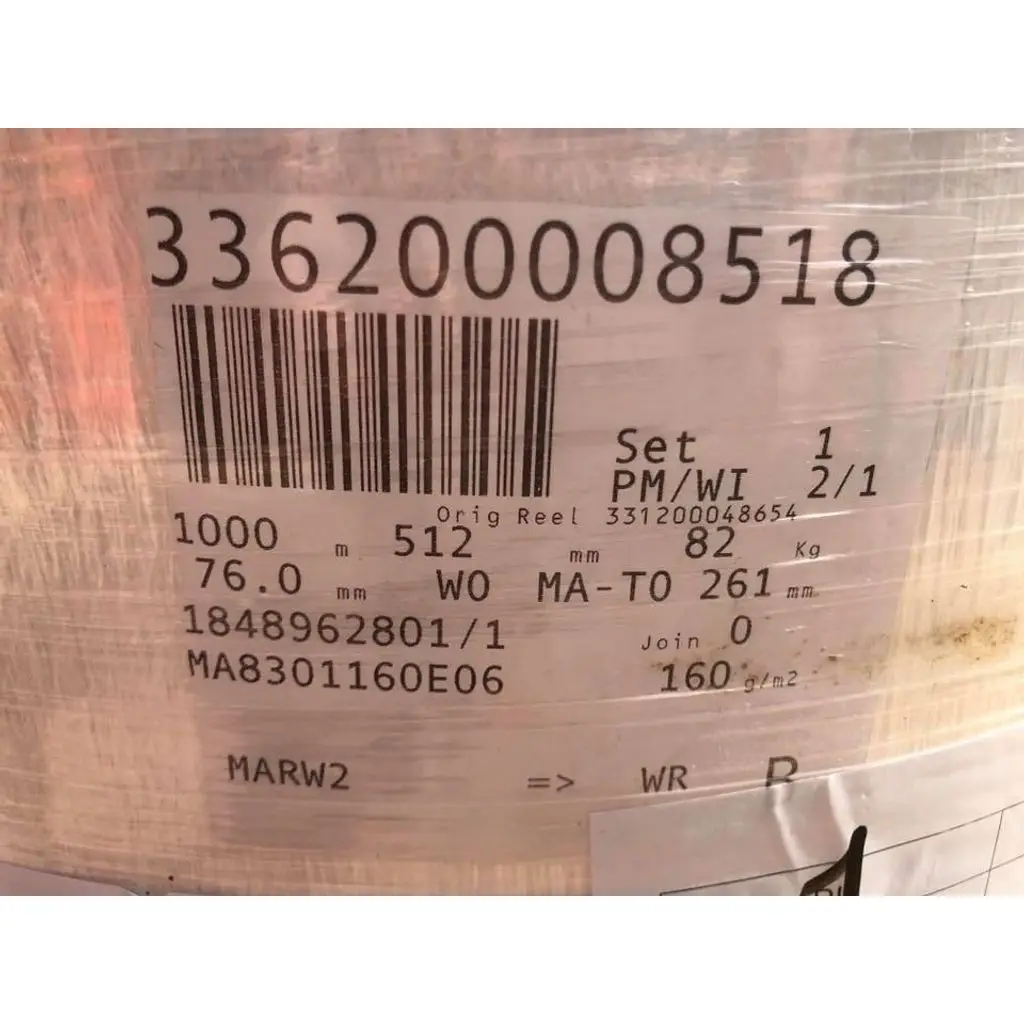 336200008518
Set 1
PM/WI 2/1
Orig Reel 331200048654
1000 m 512 mm 82 Kg
76.0 mm WO MA-TO 261 mm
1848962801/1 Join 0
MA8301160E06 160 g/m2
MARW2 => WR